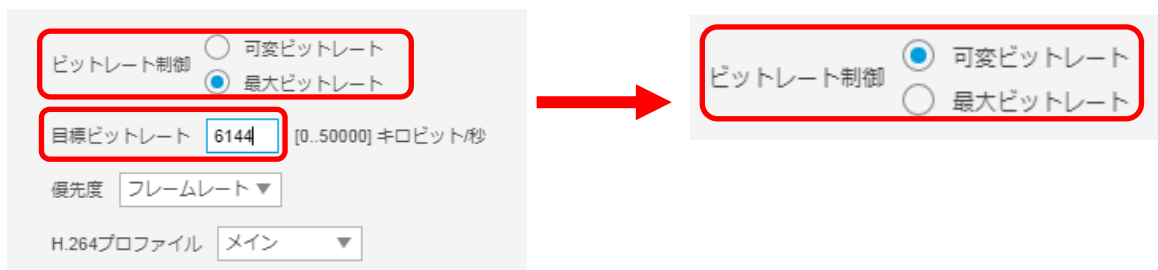 ビットレート制御
可変ビットレート
最大ビットレート
目標ビットレート 6144 [0..50000] キロビット/秒
優先度 フレームレート ▼
H.264プロファイル メイン ▼
ビットレート制御
可変ビットレート
最大ビットレート